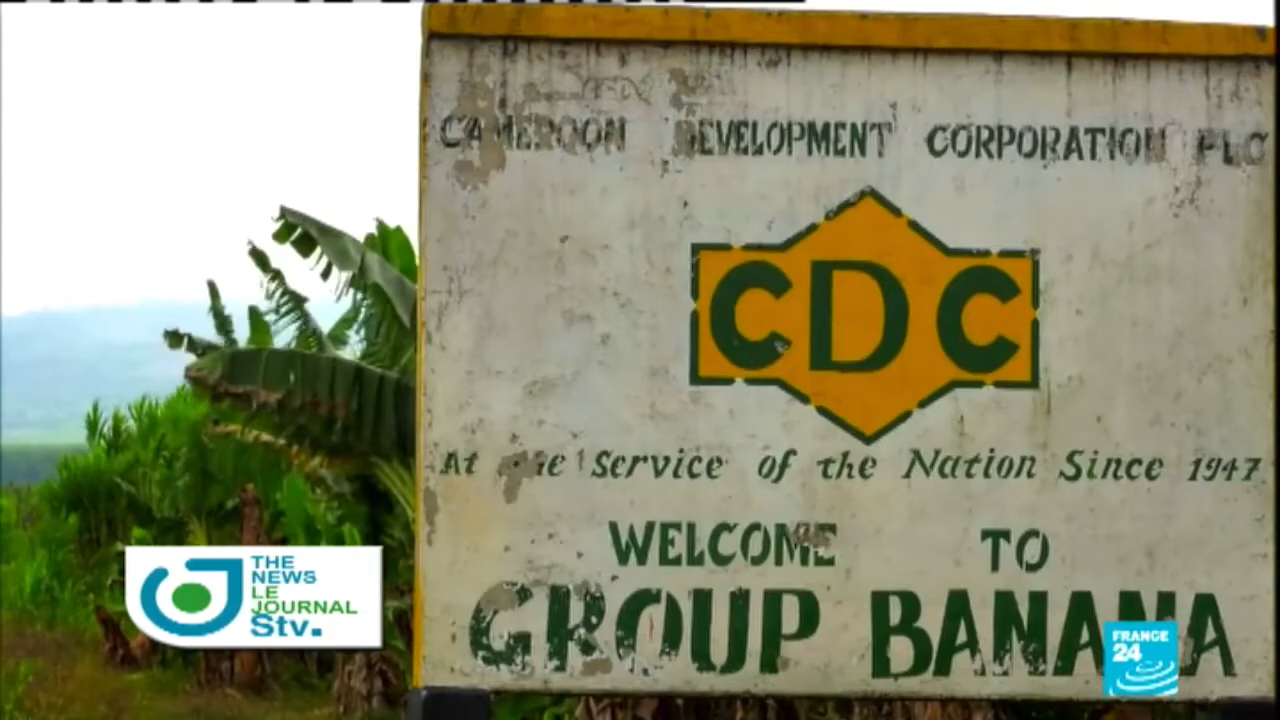 CAMEROON DEVELOPMENT CORPORATION PLC
CDC
At the Service of the Nation Since 1947
WELCOME TO
GROUP BANANA
THE
NEWS
LE
JOURNAL
Stv.
FRANCE
24